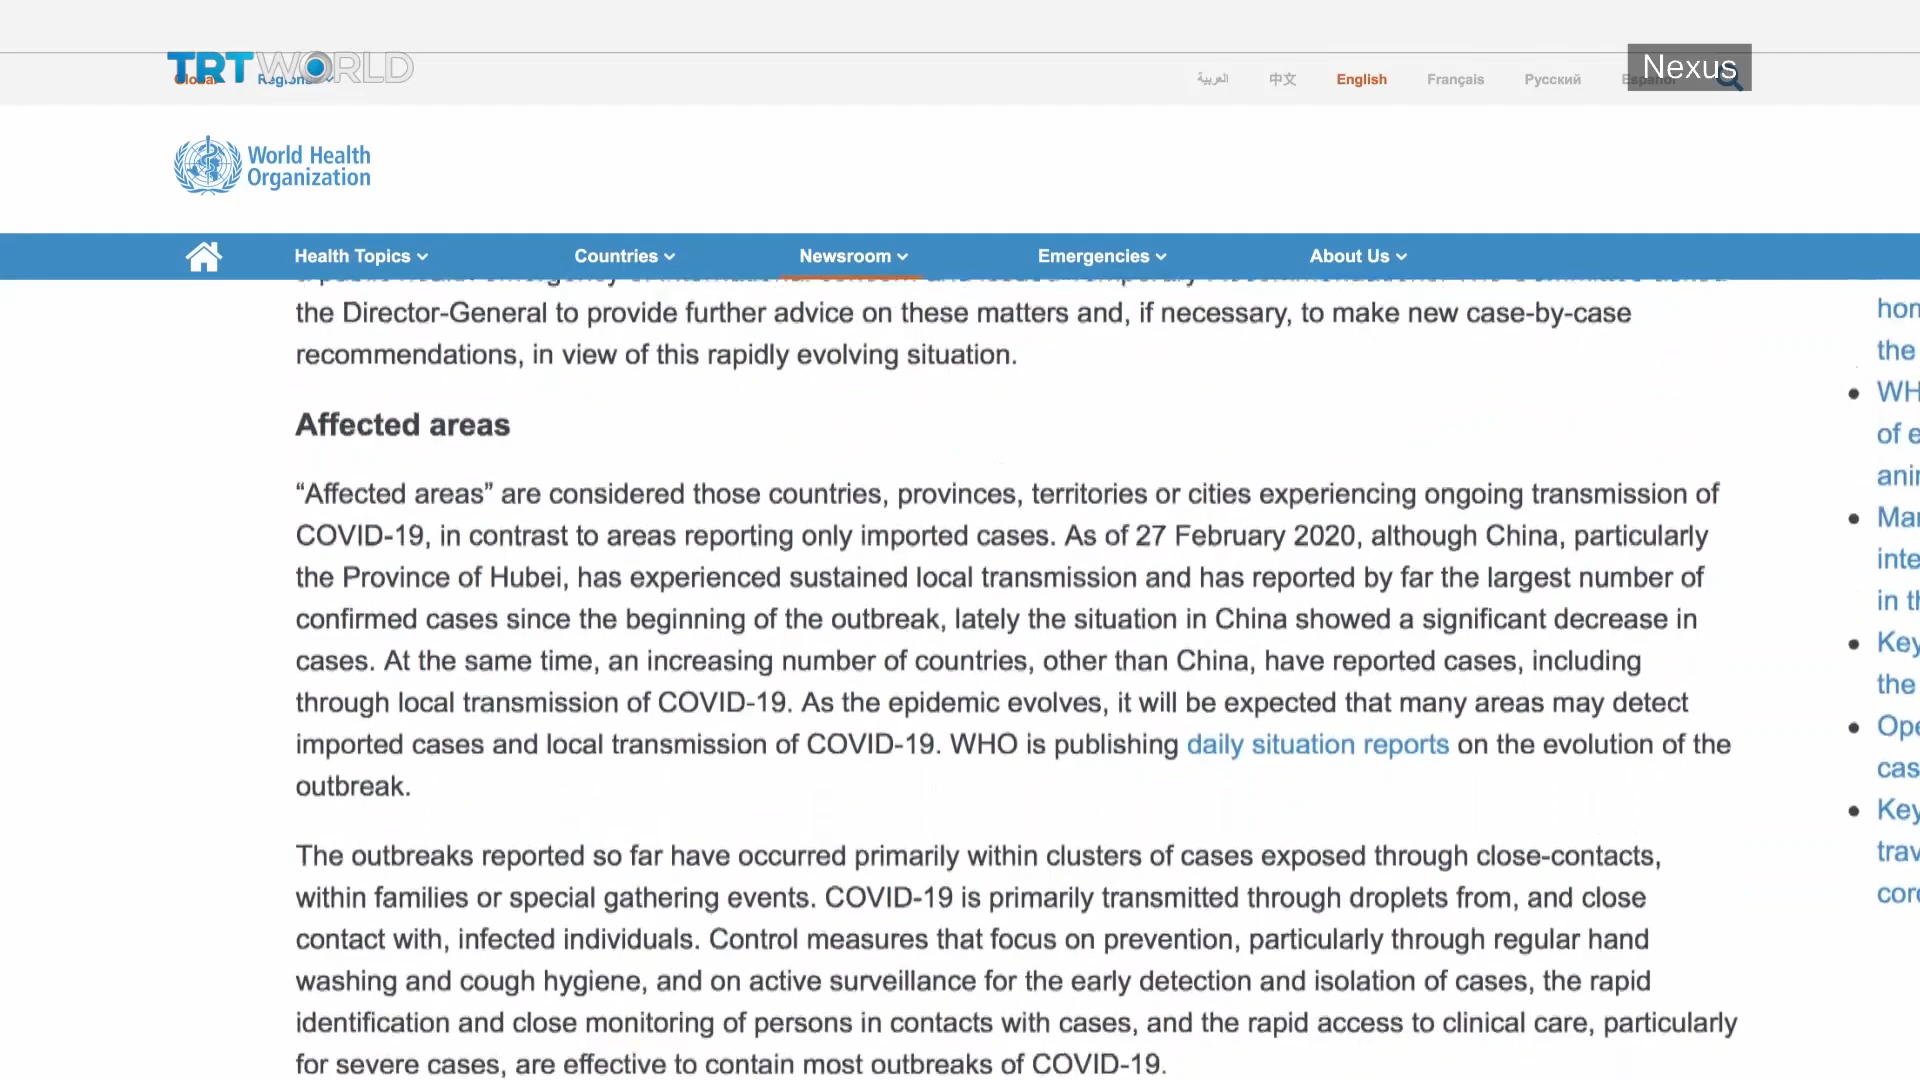 TRT WORLD
Nexus
Global
Regions
العربية
中文
English
Français
Русский
Español
World Health
Organization
Health Topics
Countries
Newsroom
Emergencies
About Us
the Director-General to provide further advice on these matters and, if necessary, to make new case-by-case
recommendations, in view of this rapidly evolving situation.
Affected areas
“Affected areas” are considered those countries, provinces, territories or cities experiencing ongoing transmission of
COVID-19, in contrast to areas reporting only imported cases. As of 27 February 2020, although China, particularly
the Province of Hubei, has experienced sustained local transmission and has reported by far the largest number of
confirmed cases since the beginning of the outbreak, lately the situation in China showed a significant decrease in
cases. At the same time, an increasing number of countries, other than China, have reported cases, including
through local transmission of COVID-19. As the epidemic evolves, it will be expected that many areas may detect
imported cases and local transmission of COVID-19. WHO is publishing daily situation reports on the evolution of the
outbreak.
The outbreaks reported so far have occurred primarily within clusters of cases exposed through close-contacts,
within families or special gathering events. COVID-19 is primarily transmitted through droplets from, and close
contact with, infected individuals. Control measures that focus on prevention, particularly through regular hand
washing and cough hygiene, and on active surveillance for the early detection and isolation of cases, the rapid
identification and close monitoring of persons in contacts with cases, and the rapid access to clinical care, particularly
for severe cases, are effective to contain most outbreaks of COVID-19.
the
of
in
Key
the
Key